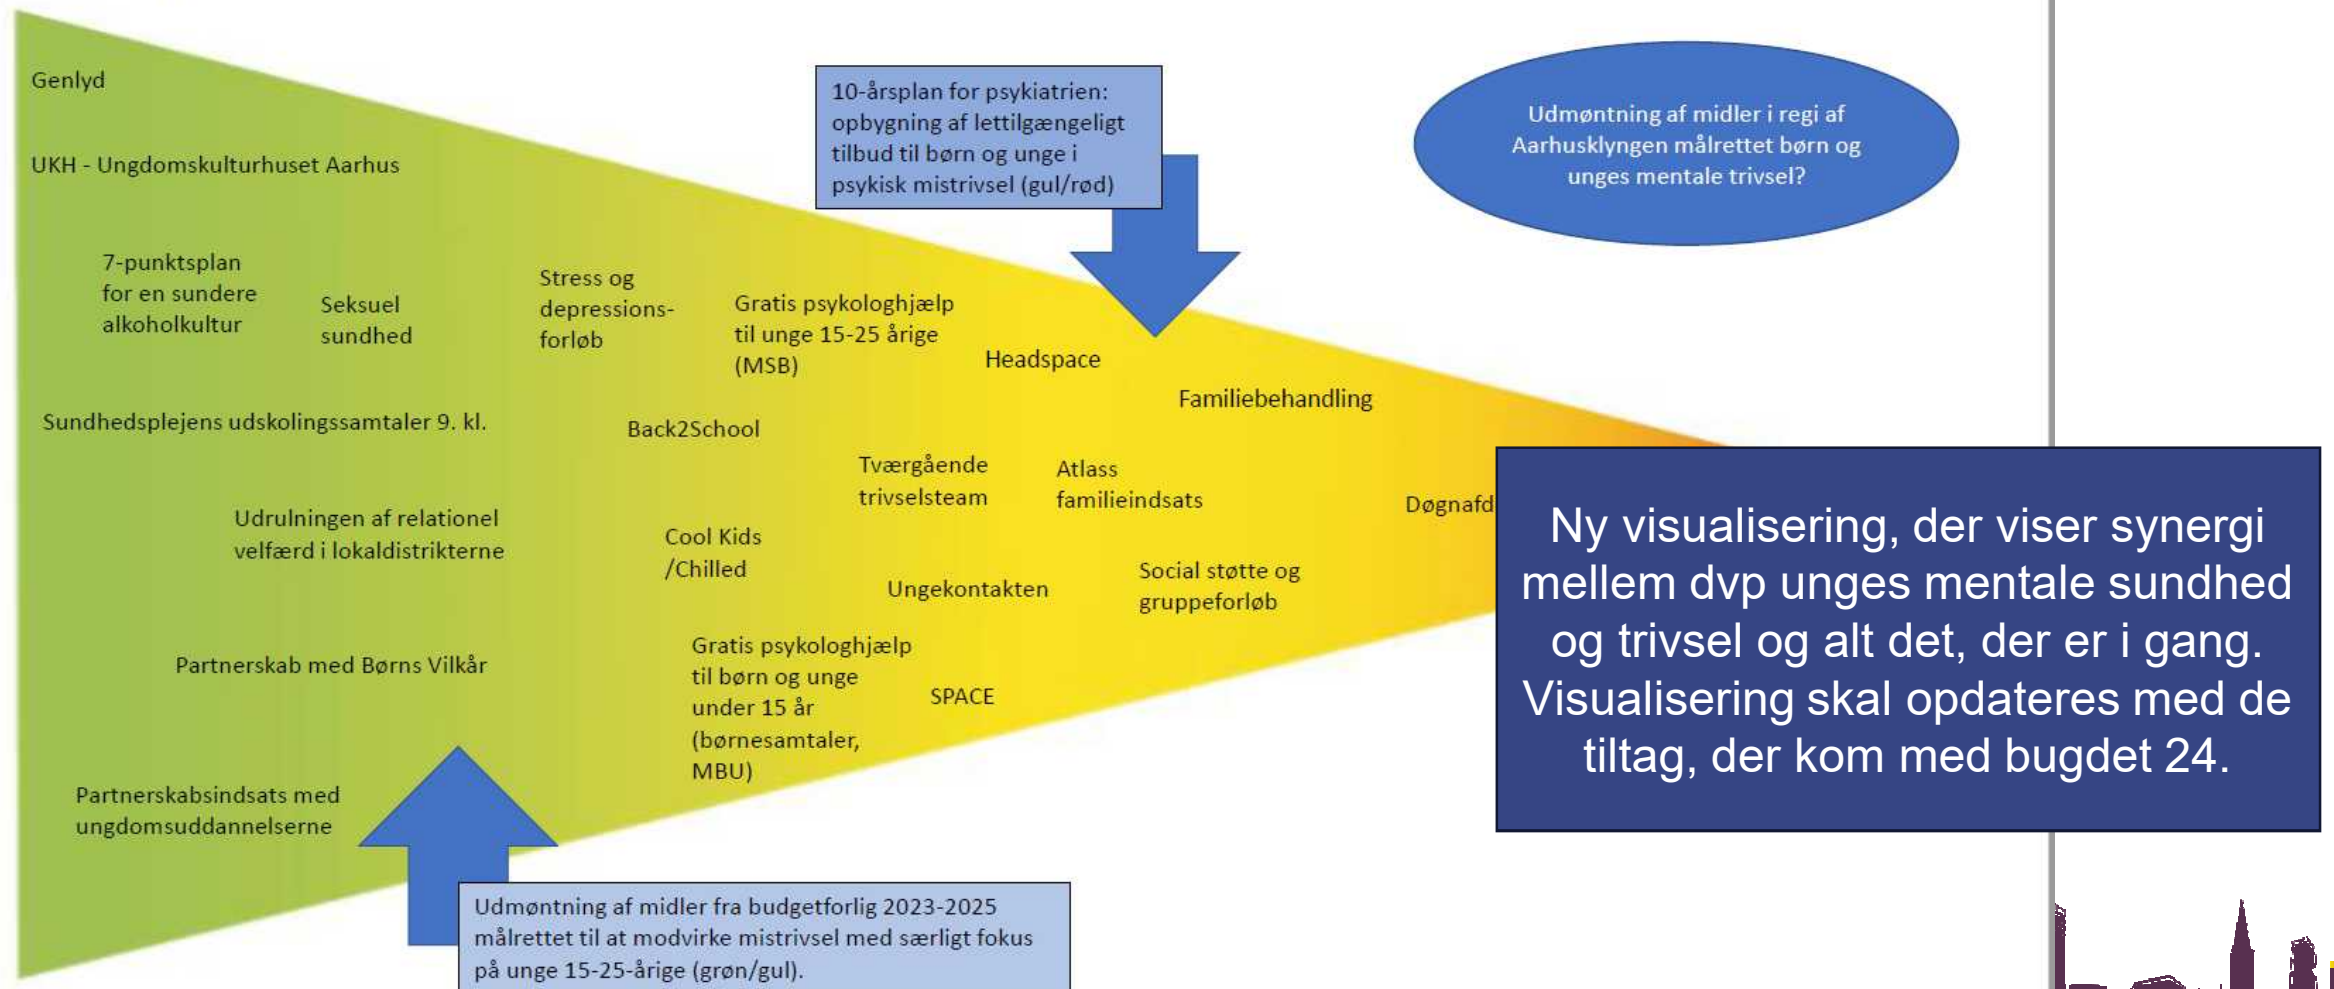 Genlyd
UKH - Ungdomskulturhuset Aarhus
10-årsplan for psykiatrien:
opbygning af lettilgængeligt
tilbud til børn og unge i
psykisk mistrivsel (gul/rød)
Udmøntning af midler i regi af
Aarhusklyngen målrettet børn og
unges mentale trivsel?
7-punktsplan
for en sundere
alkoholkultur
Seksuel
sundhed
Stress og
depressions-
forløb
Gratis psykologhjælp
til unge 15-25 årige
(MSB)
Headspace
Familiebehandling
Sundhedsplejens udskolingssamtaler 9. kl.
Back2School
Tværgående
trivselsteam
Atlass
familieindsats
Døgnafd
Udrulningen af relationel
velfærd i lokaldistrikterne
Cool Kids
/Chilled
Ungekontakten
Social støtte og
gruppeforløb
Partnerskab med Børns Vilkår
Gratis psykologhjælp
til børn og unge
under 15 år
(børnesamtaler,
MBU)
SPACE
Partnerskabsindsats med
ungdomsuddannelserne
Ny visualisering, der viser synergi
mellem dvp unges mentale sundhed
og trivsel og alt det, der er i gang.
Visualisering skal opdateres med de
tiltag, der kom med bugdet 24.
Udmøntning af midler fra budgetforlig 2023-2025
målrettet til at modvirke mistrivsel med særligt fokus
på unge 15-25-årige (grøn/gul).